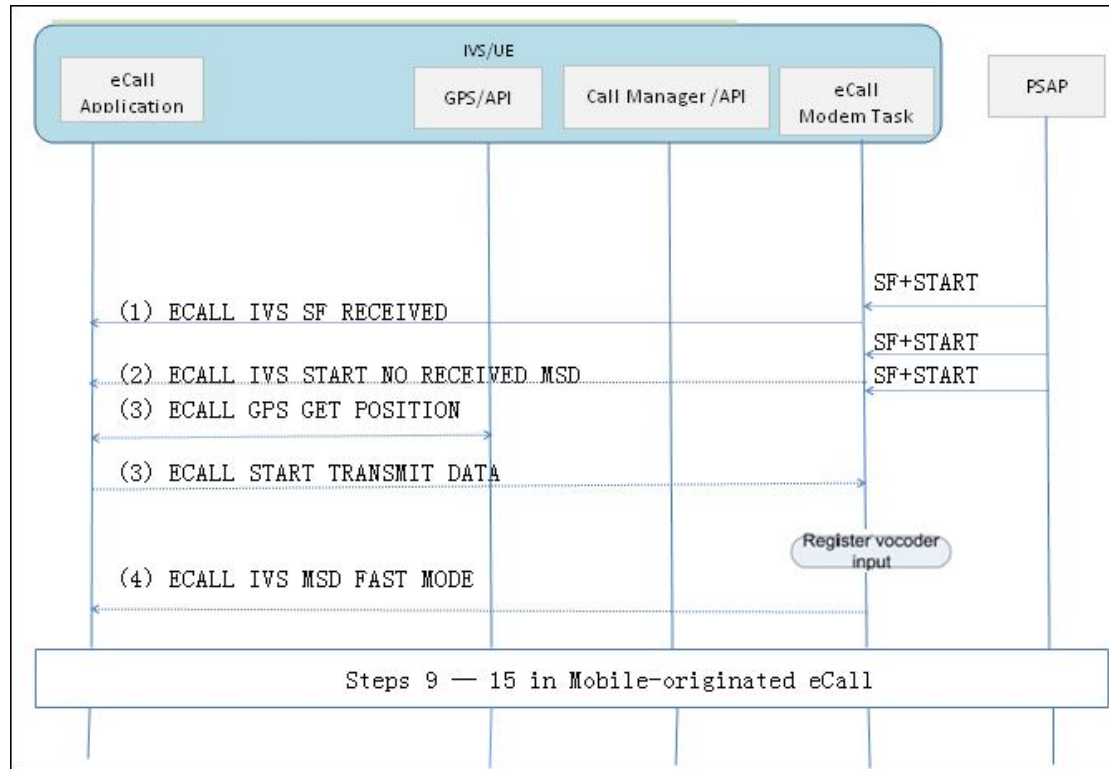 IVS/UE
eCall
Application
GPS/API
Call Manager /API
eCall
Modem Task
PSAP
SF+START
(1) ECALL IVS SF RECEIVED
SF+START
(2) ECALL IVS START NO RECEIVED MSD
SF+START
(3) ECALL GPS GET POSITION
(3) ECALL START TRANSMIT DATA
Register vocoder
input
(4) ECALL IVS MSD FAST MODE
Steps 9 — 15 in Mobile-originated eCall